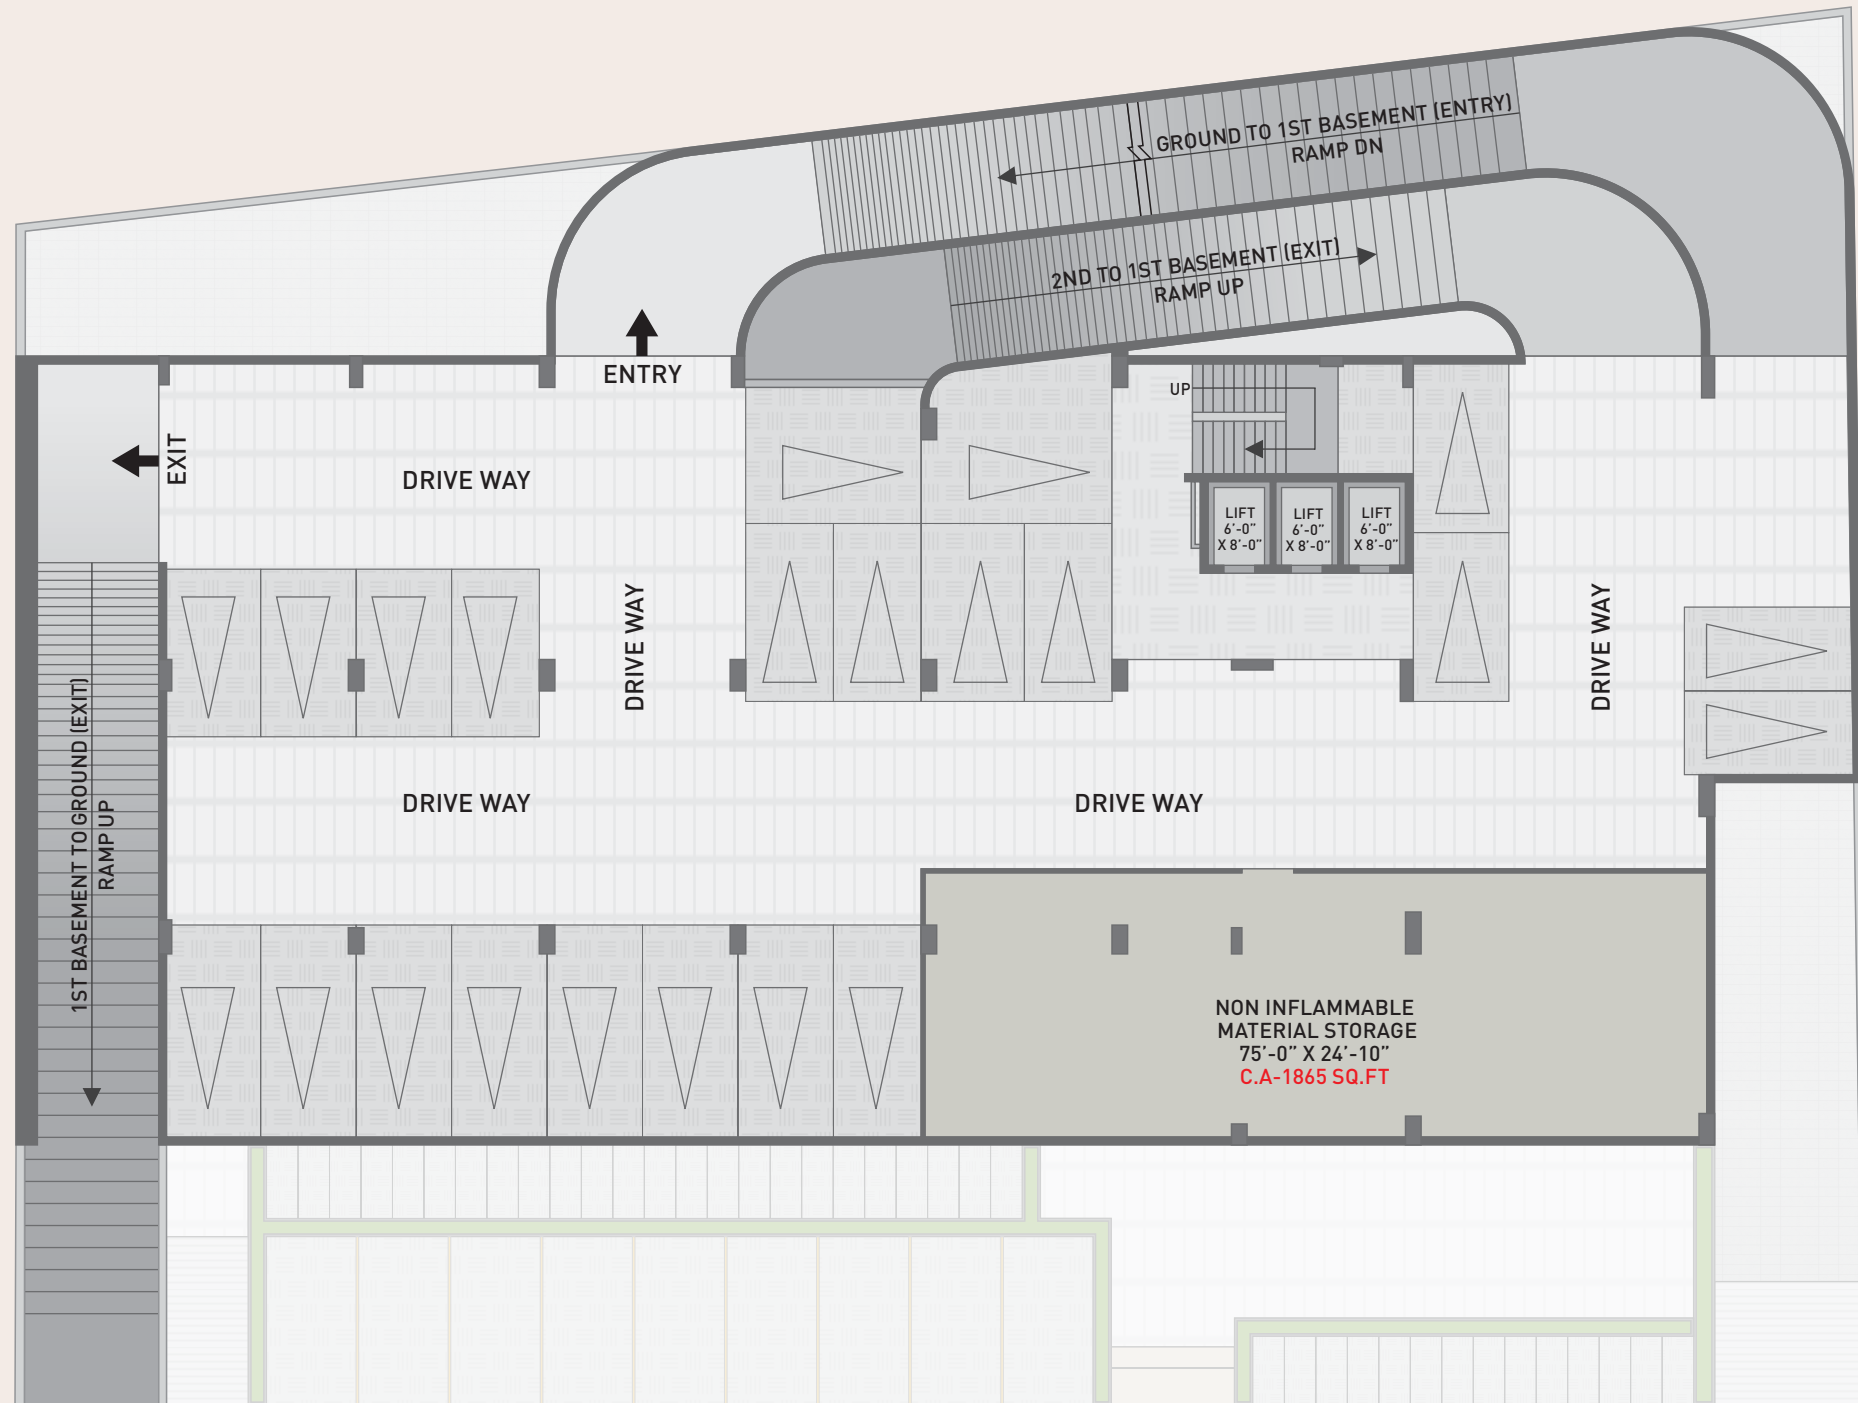 GROUND TO 1ST BASEMENT (ENTRY)
RAMP DN
2ND TO 1ST BASEMENT (EXIT)
RAMP UP
ENTRY
UP
EXIT
DRIVE WAY
LIFT
6'-0"
X 8'-0"
LIFT
6'-0"
X 8'-0"
LIFT
6'-0"
X 8'-0"
DRIVE WAY
DRIVE WAY
1ST BASEMENT TO GROUND (EXIT)
RAMP UP
DRIVE WAY
DRIVE WAY
NON INFLAMMABLE
MATERIAL STORAGE
75'-0" X 24'-10"
C.A-1865 SQ.FT